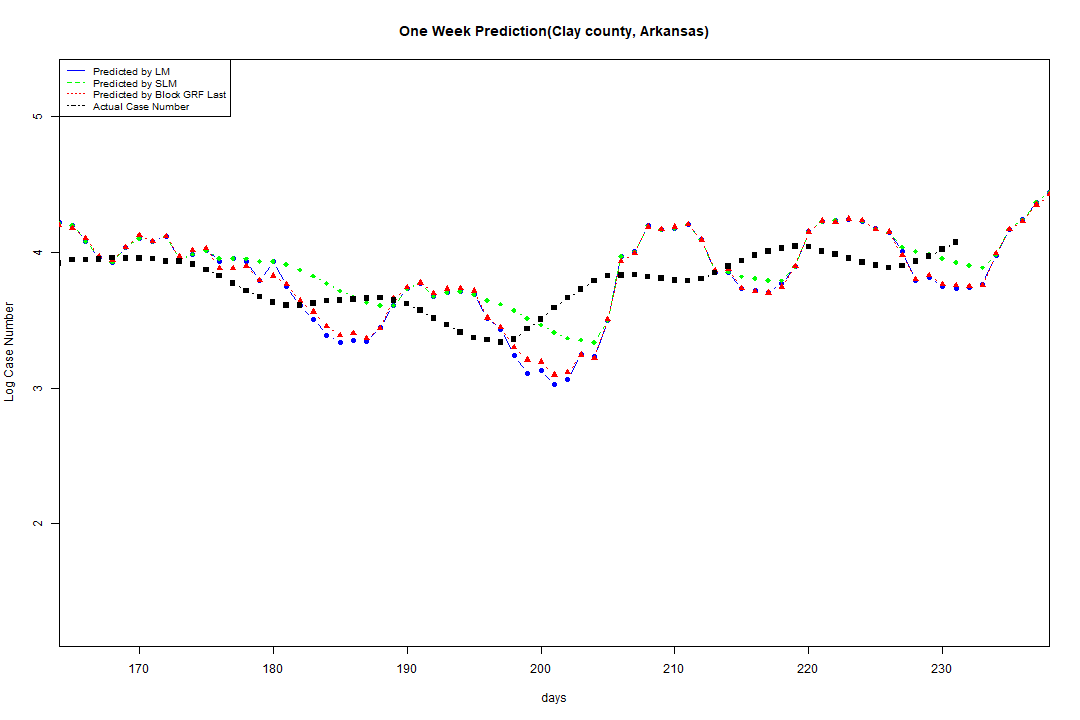 One Week Prediction(Clay county, Arkansas)
Predicted by LM
Predicted by SLM
Predicted by Block GRF Last
Actual Case Number
5
4
3
2
Log Case Number
170 180 190 200 210 220 230
days